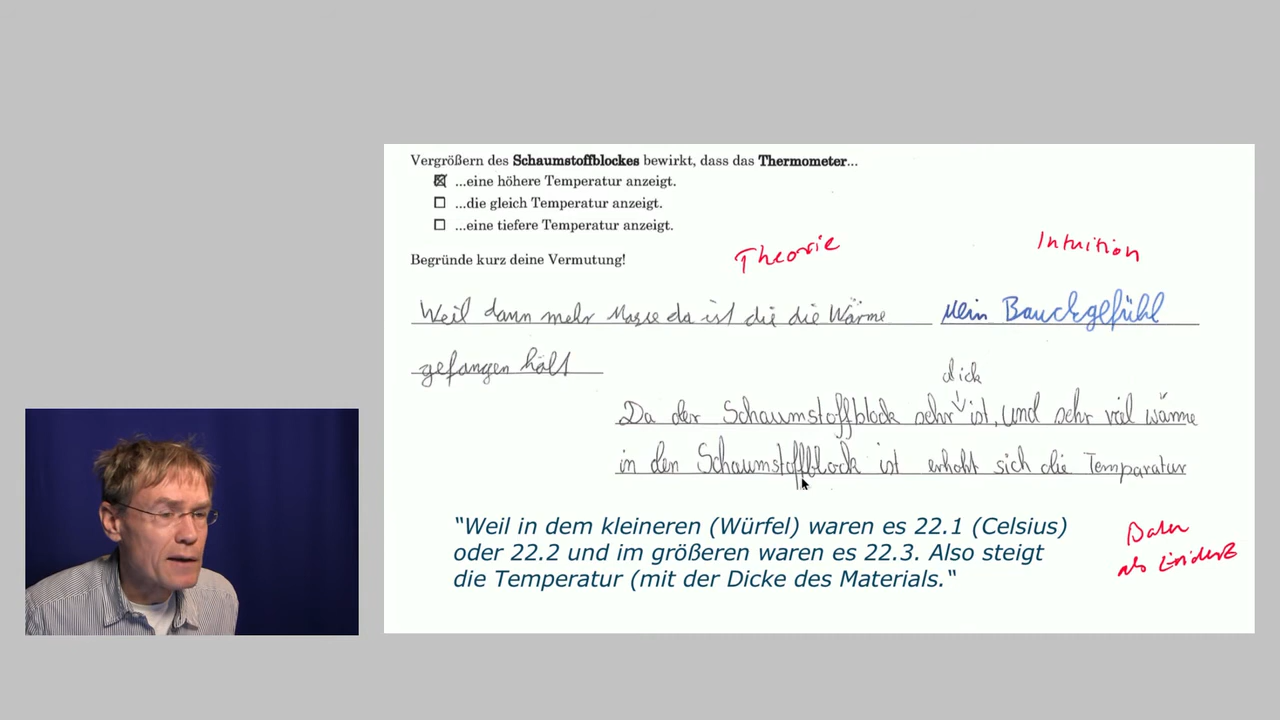 Vergrößern des Schaumstoffblockes bewirkt, dass das Thermometer...
...eine höhere Temperatur anzeigt.
...die gleich Temperatur anzeigt.
...eine tiefere Temperatur anzeigt.
Begründe kurz deine Vermutung!
Theorie
Intuition
Weil dann mehr Masse da ist die die Wärme
gefangen hält
Mein Bauchgefühl
dick
Da der Schaumstoffblock sehr ist, und sehr viel wärme
in den Schaumstoffblock ist erhoht sich die Temparatur
"Weil in dem kleineren (Würfel) waren es 22.1 (Celsius)
oder 22.2 und im größeren waren es 22.3. Also steigt
die Temperatur (mit der Dicke des Materials."
Daten
als Evidenz